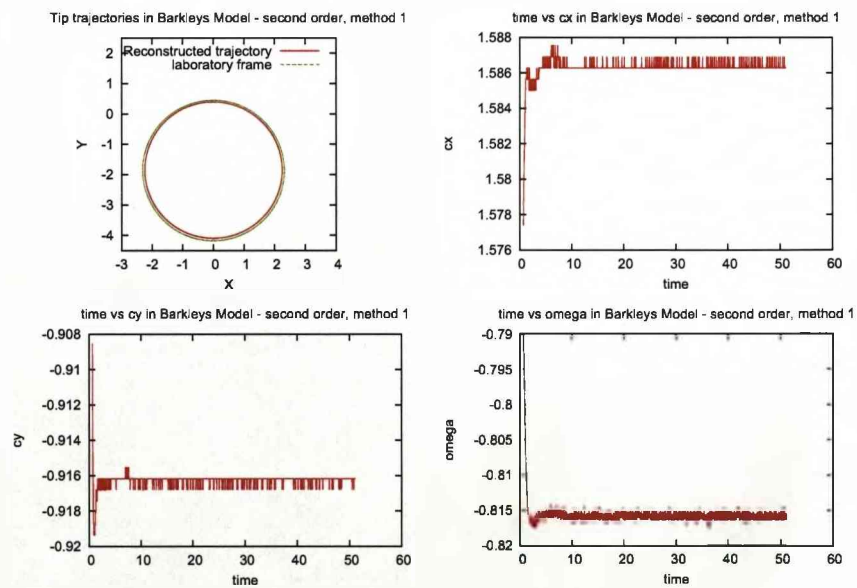 Tip trajectories in Barkleys Model - second order, method 1
Reconstructed trajectory
laboratory frame
2
1
0
-1
-2
-3
-4
Y
-3 -2 -1 0 1 2 3 4
X
time vs cx in Barkleys Model - second order, method 1
1.588
1.586
1.584
1.582
1.58
1.578
1.576
cx
0 10 20 30 40 50 60
time
time vs cy in Barkleys Model - second order, method 1
-0.908
-0.91
-0.912
-0.914
-0.916
-0.918
-0.92
cy
0 10 20 30 40 50 60
time
time vs omega in Barkleys Model - second order, method 1
-0.79
-0.795
-0.8
-0.805
-0.81
-0.815
-0.82
omega
0 10 20 30 40 50 60
time